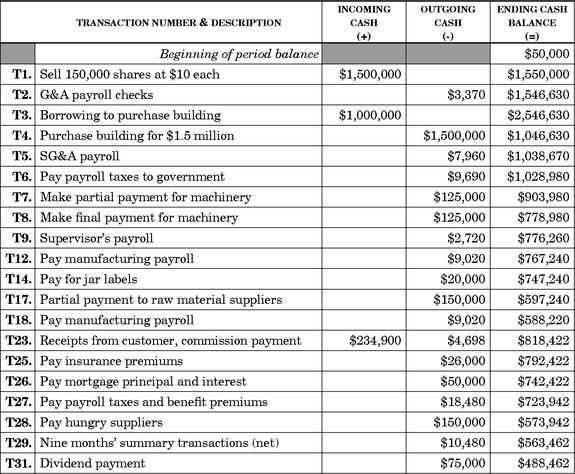 TRANSACTION NUMBER & DESCRIPTION INCOMING CASH (+) OUTGOING CASH (-) ENDING CASH BALANCE (=)
Beginning of period balance $50,000
T1. Sell 150,000 shares at $10 each $1,500,000 $1,550,000
T2. G&A payroll checks $3,370 $1,546,630
T3. Borrowing to purchase building $1,000,000 $2,546,630
T4. Purchase building for $1.5 million $1,500,000 $1,046,630
T5. SG&A payroll $7,960 $1,038,670
T6. Pay payroll taxes to government $9,690 $1,028,980
T7. Make partial payment for machinery $125,000 $903,980
T8. Make final payment for machinery $125,000 $778,980
T9. Supervisor's payroll $2,720 $776,260
T12. Pay manufacturing payroll $9,020 $767,240
T14. Pay for jar labels $20,000 $747,240
T17. Partial payment to raw material suppliers $150,000 $597,240
T18. Pay manufacturing payroll $9,020 $588,220
T23. Receipts from customer, commission payment $234,900 $4,698 $818,422
T25. Pay insurance premiums $26,000 $792,422
T26. Pay mortgage principal and interest $50,000 $742,422
T27. Pay payroll taxes and benefit premiums $18,480 $723,942
T28. Pay hungry suppliers $150,000 $573,942
T29. Nine months' summary transactions (net) $10,480 $563,462
T31. Dividend payment $75,000 $488,462